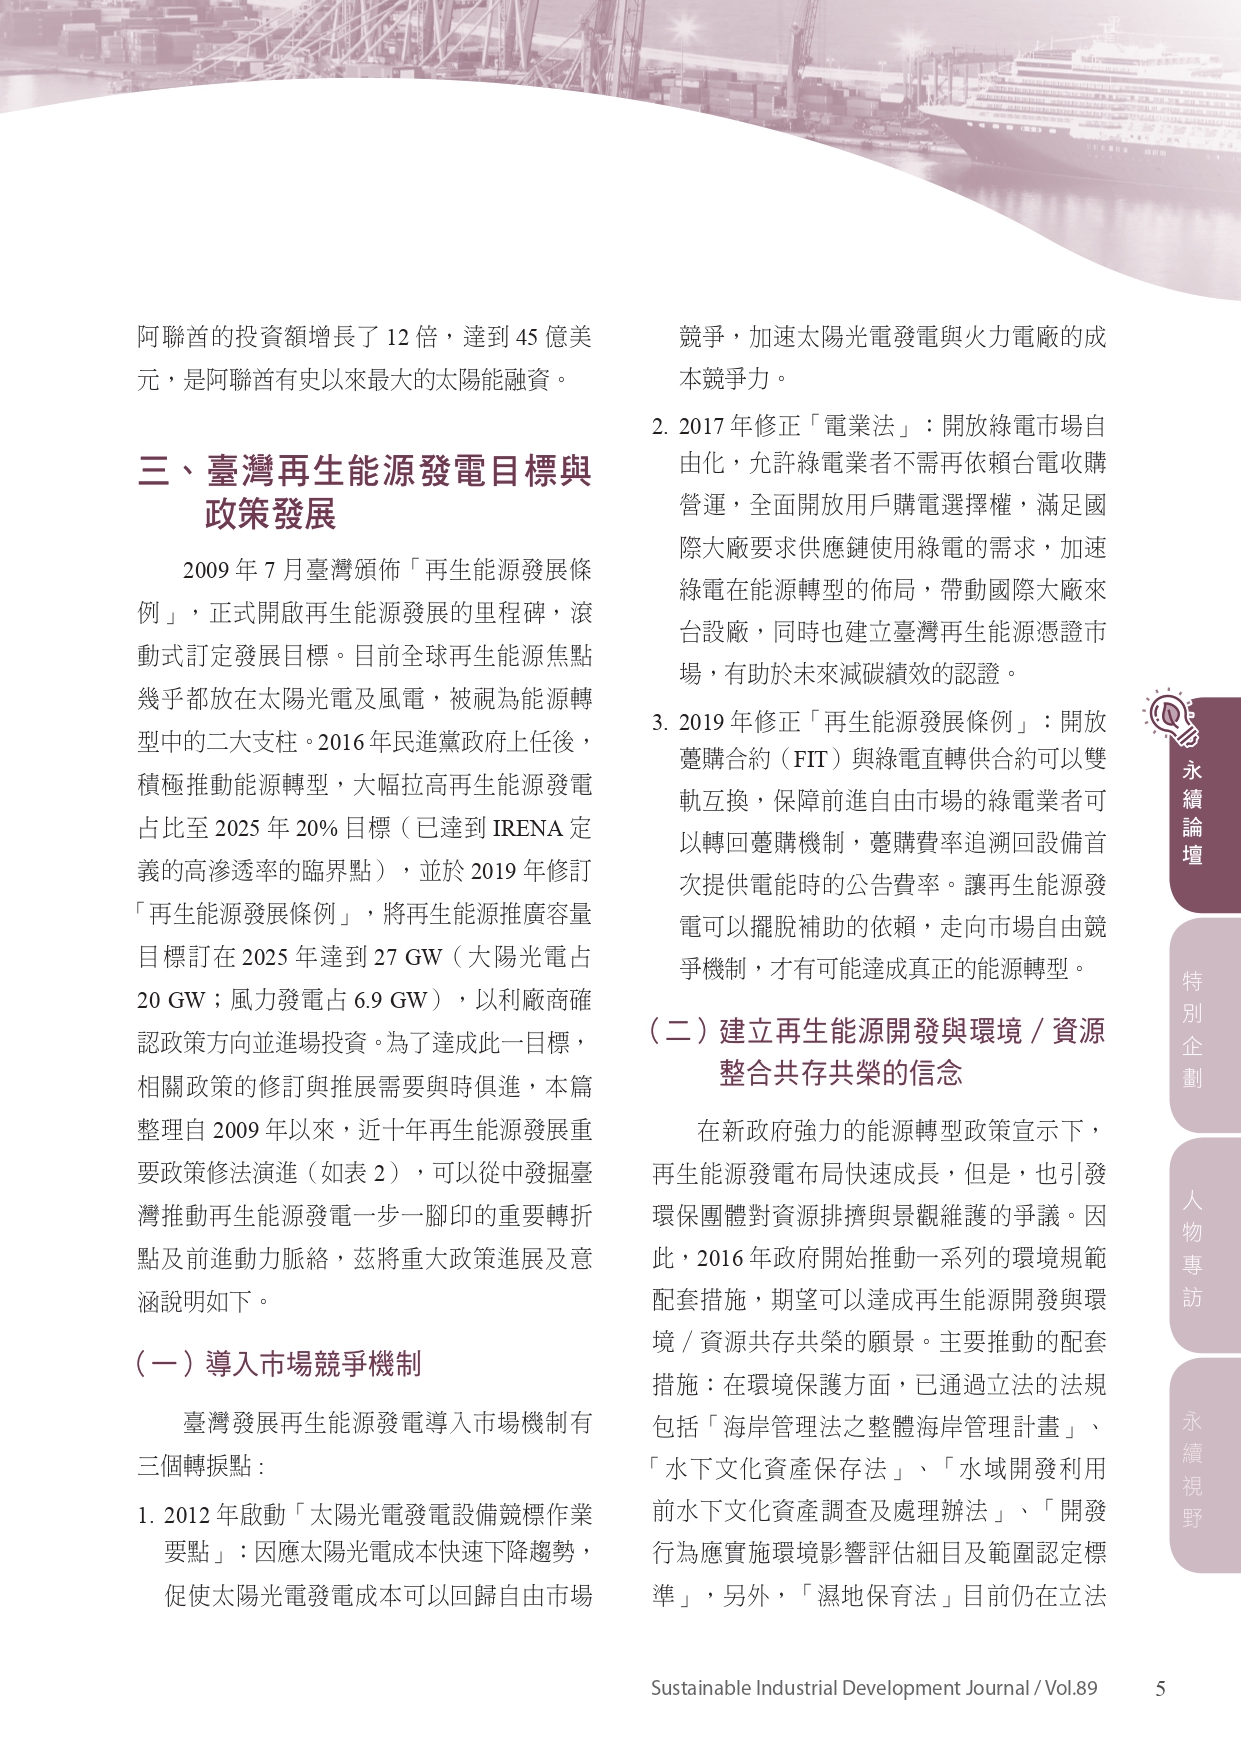 阿聯酋的投資額增長了 12 倍，達到 45 億美
元，是阿聯酋有史以來最大的太陽能融資。
三、臺灣再生能源發電目標與
政策發展
2009 年 7 月臺灣頒佈「再生能源發展條
例」，正式開啟再生能源發展的里程碑，滾
動式訂定發展目標。目前全球再生能源焦點
幾乎都放在太陽光電及風電，被視為能源轉
型中的二大支柱。2016 年民進黨政府上任後，
積極推動能源轉型，大幅拉高再生能源發電
占比至 2025 年 20% 目標（已達到 IRENA 定
義的高滲透率的臨界點），並於 2019 年修訂
「再生能源發展條例」，將再生能源推廣容量
目標訂在 2025 年達到 27 GW（太陽光電占
20 GW；風力發電占 6.9 GW），以利廠商確
認政策方向並進場投資。為了達成此一目標，
相關政策的修訂與推展需要與時俱進，本篇
整理自 2009 年以來，近十年再生能源發展重
要政策修法演進（如表 2），可以從中發掘臺
灣推動再生能源發電一步一腳印的重要轉折
點及前進動力脈絡，茲將重大政策進展及意
涵說明如下。
（一）導入市場競爭機制
臺灣發展再生能源發電導入市場機制有
三個轉捩點：
1. 2012 年啟動「太陽光電發電設備競標作業
要點」：因應太陽光電成本快速下降趨勢，
促使太陽光電發電成本可以回歸自由市場
競爭，加速太陽光電發電與火力電廠的成
本競爭力。
2. 2017 年修正「電業法」：開放綠電市場自
由化，允許綠電業者不需再依賴台電收購
營運，全面開放用戶購電選擇權，滿足國
際大廠要求供應鏈使用綠電的需求，加速
綠電在能源轉型的佈局，帶動國際大廠來
台設廠，同時也建立臺灣再生能源憑證市
場，有助於未來減碳績效的認證。
3. 2019 年修正「再生能源發展條例」：開放
躉購合約（FIT）與綠電直轉供合約可以雙
軌互換，保障前進自由市場的綠電業者可
以轉回躉購機制，躉購費率追溯回設備首
次提供電能時的公告費率。讓再生能源發
電可以擺脫補助的依賴，走向市場自由競
爭機制，才有可能達成真正的能源轉型。
（二）建立再生能源開發與環境 / 資源
整合共存共榮的信念
在新政府強力的能源轉型政策宣示下，
再生能源發電布局快速成長，但是，也引發
環保團體對資源排擠與景觀維護的爭議。因
此，2016 年政府開始推動一系列的環境規範
配套措施，期望可以達成再生能源開發與環
境 / 資源共存共榮的願景。主要推動的配套
措施：在環境保護方面，已通過立法的法規
包括「海岸管理法之整體海岸管理計畫」、
「水下文化資產保存法」、「水域開發利用
前水下文化資產調查及處理辦法」、「開發
行為應實施環境影響評估細目及範圍認定標
準」，另外，「濕地保育法」目前仍在立法
永續論壇
特別企劃
人物專訪
永續視野
Sustainable Industrial Development Journal / Vol.89
5